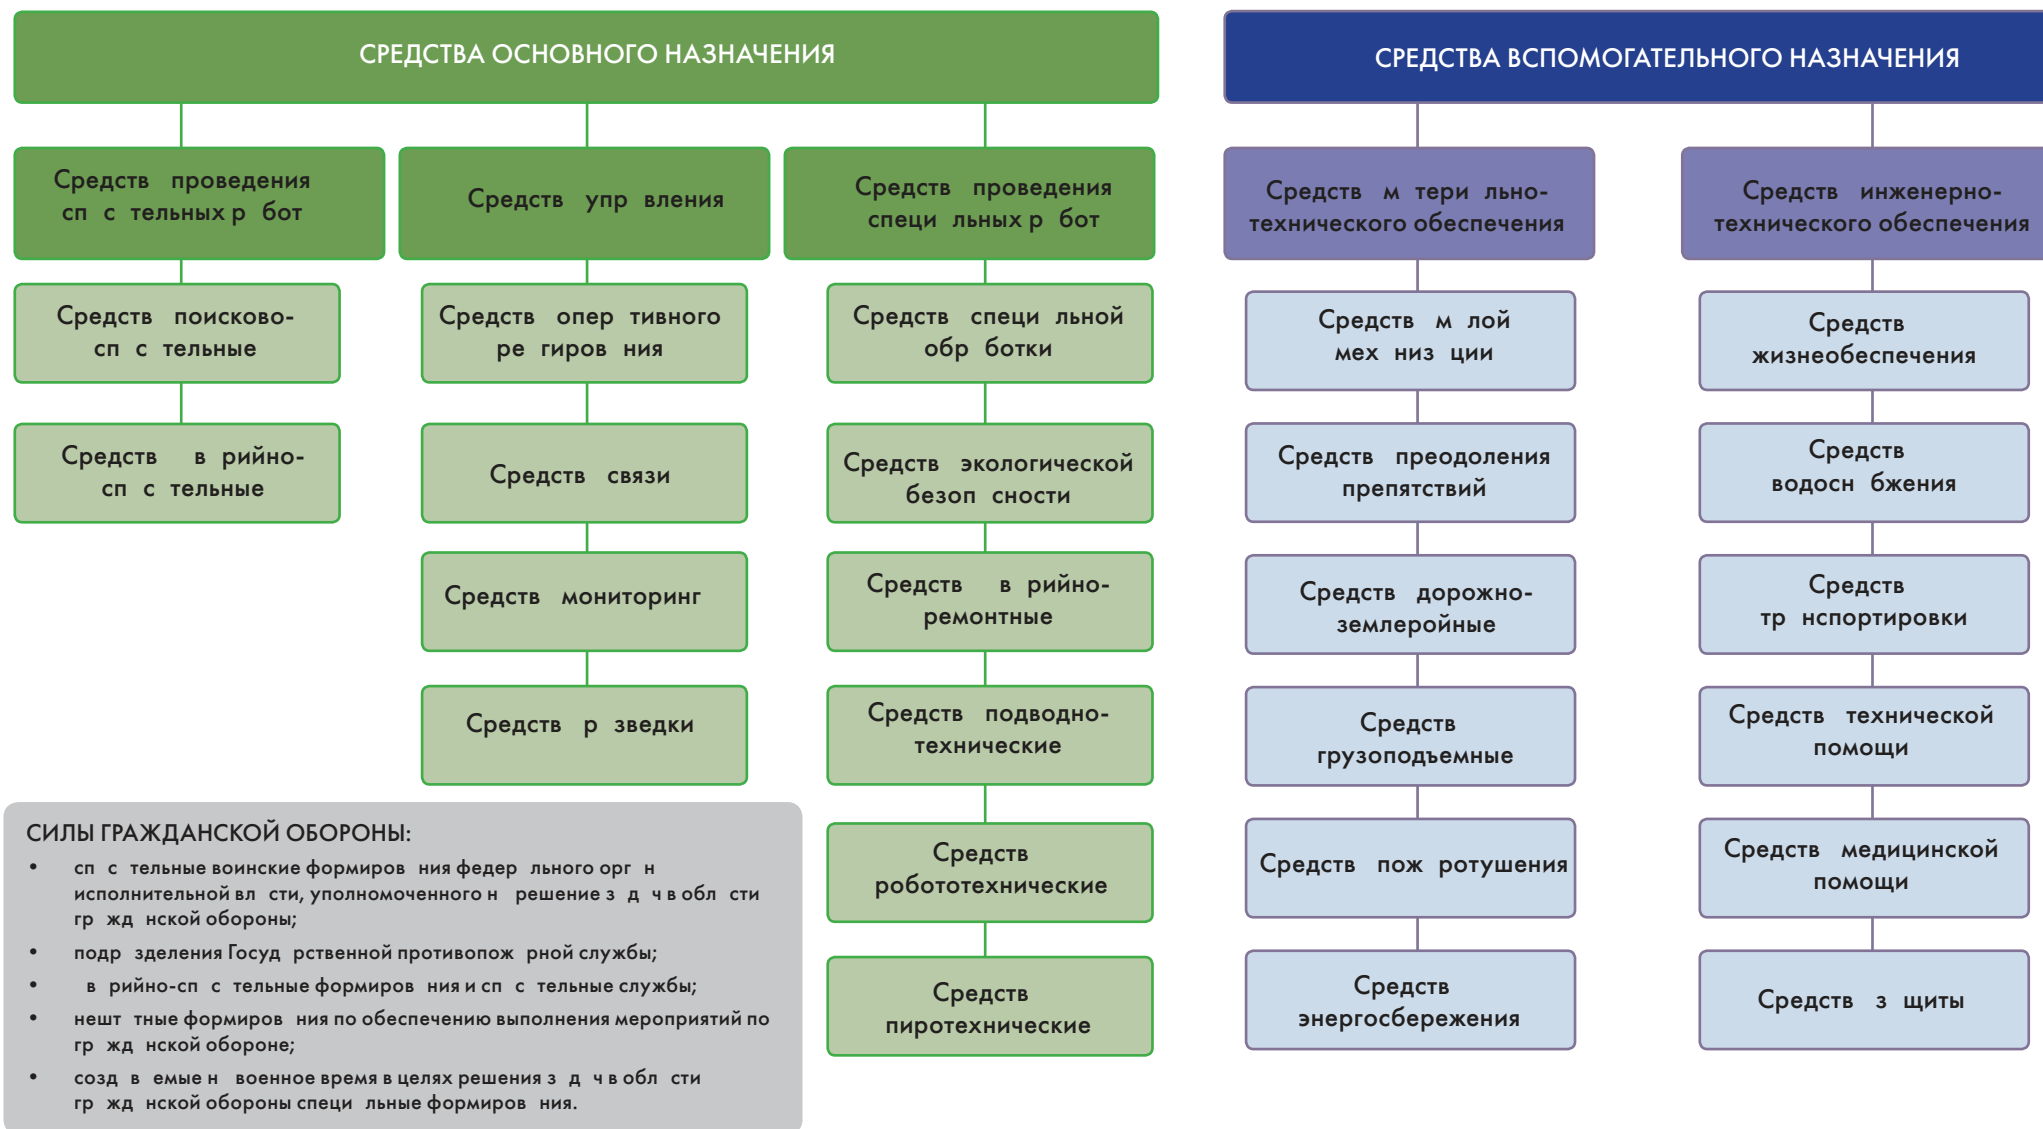 СРЕДСТВА ОСНОВНОГО НАЗНАЧЕНИЯ
Средств проведения
сп с тельных р бот
Средств поисково-
сп с тельные
Средств в рийно-
сп с тельные
Средств упр вления
Средств опер тивного
ре гиров ния
Средств связи
Средств мониторинг
Средств р зведки
Средств проведения
специ льных р бот
Средств специ льной
обр ботки
Средств экологической
безоп сности
Средств в рийно-
ремонтные
Средств подводно-
технические
Средств
робототехнические
Средств
пиротехнические
СРЕДСТВА ВСПОМОГАТЕЛЬНОГО НАЗНАЧЕНИЯ
Средств м тери льно-
технического обеспечения
Средств м лой
мех низ ции
Средств преодоления
препятствий
Средств дорожно-
землеройные
Средств
грузоподъемные
Средств пож ротушения
Средств
энергосбережения
Средств инженерно-
технического обеспечения
Средств
жизнеобеспечения
Средств
водосн бжения
Средств
тр нспортировки
Средств технической
помощи
Средств медицинской
помощи
Средств з щиты
СИЛЫ ГРАЖДАНСКОЙ ОБОРОНЫ:
• сп с тельные воинские формиров ния федер льного орг н
исполнительной вл сти, уполномоченного н решение з д ч в обл сти
гр жд нской обороны;
• подр зделения Госуд рственной противопож рной службы;
• в рийно-сп с тельные формиров ния и сп с тельные службы;
• нешт тные формиров ния по обеспечению выполнения мероприятий по
гр жд нской обороне;
• созд в емые н военное время в целях решения з д ч в обл сти
гр жд нской обороны специ льные формиров ния.